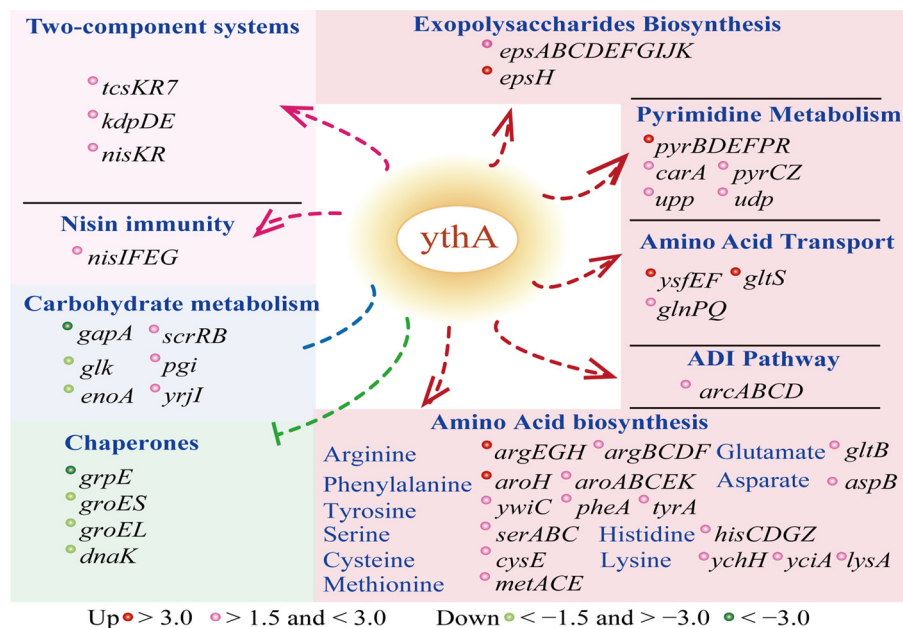 Two-component systems
tcsKR7
kdpDE
nisKR
Nisin immunity
nisIFEG
Carbohydrate metabolism
gapA scrRB
glk pgi
enoA yrjI
Chaperones
grpE
groES
groEL
dnaK
ythA
Exopolysaccharides Biosynthesis
epsABCDEFGIJK
epsH
Pyrimidine Metabolism
pyrBDEFPR
carA pyrCZ
upp udp
Amino Acid Transport
ysfEF gltS
glnPQ
ADI Pathway
arcABCD
Amino Acid biosynthesis
Arginine argEGH argBCDF Glutamate gltB
Phenylalanine aroH aroABCEK Asparate aspB
Tyrosine ywiC pheA tyrA
Serine serABC Histidine hisCDGZ
Cysteine cysE Lysine ychH yciA lysA
Methionine metACE
Up > 3.0 > 1.5 and < 3.0 Down < −1.5 and > −3.0 < −3.0